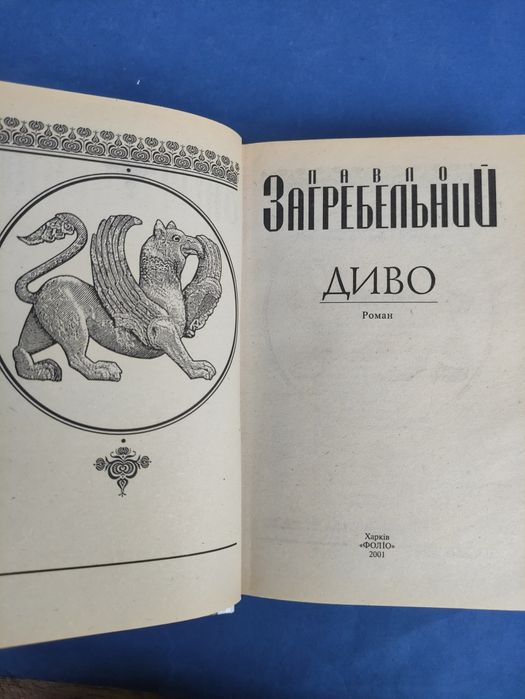 ПАВЛО
ЗАГРЕБЕЛЬНИЙ
ДИВО
Роман
Харків
«ФОЛІО»
2001